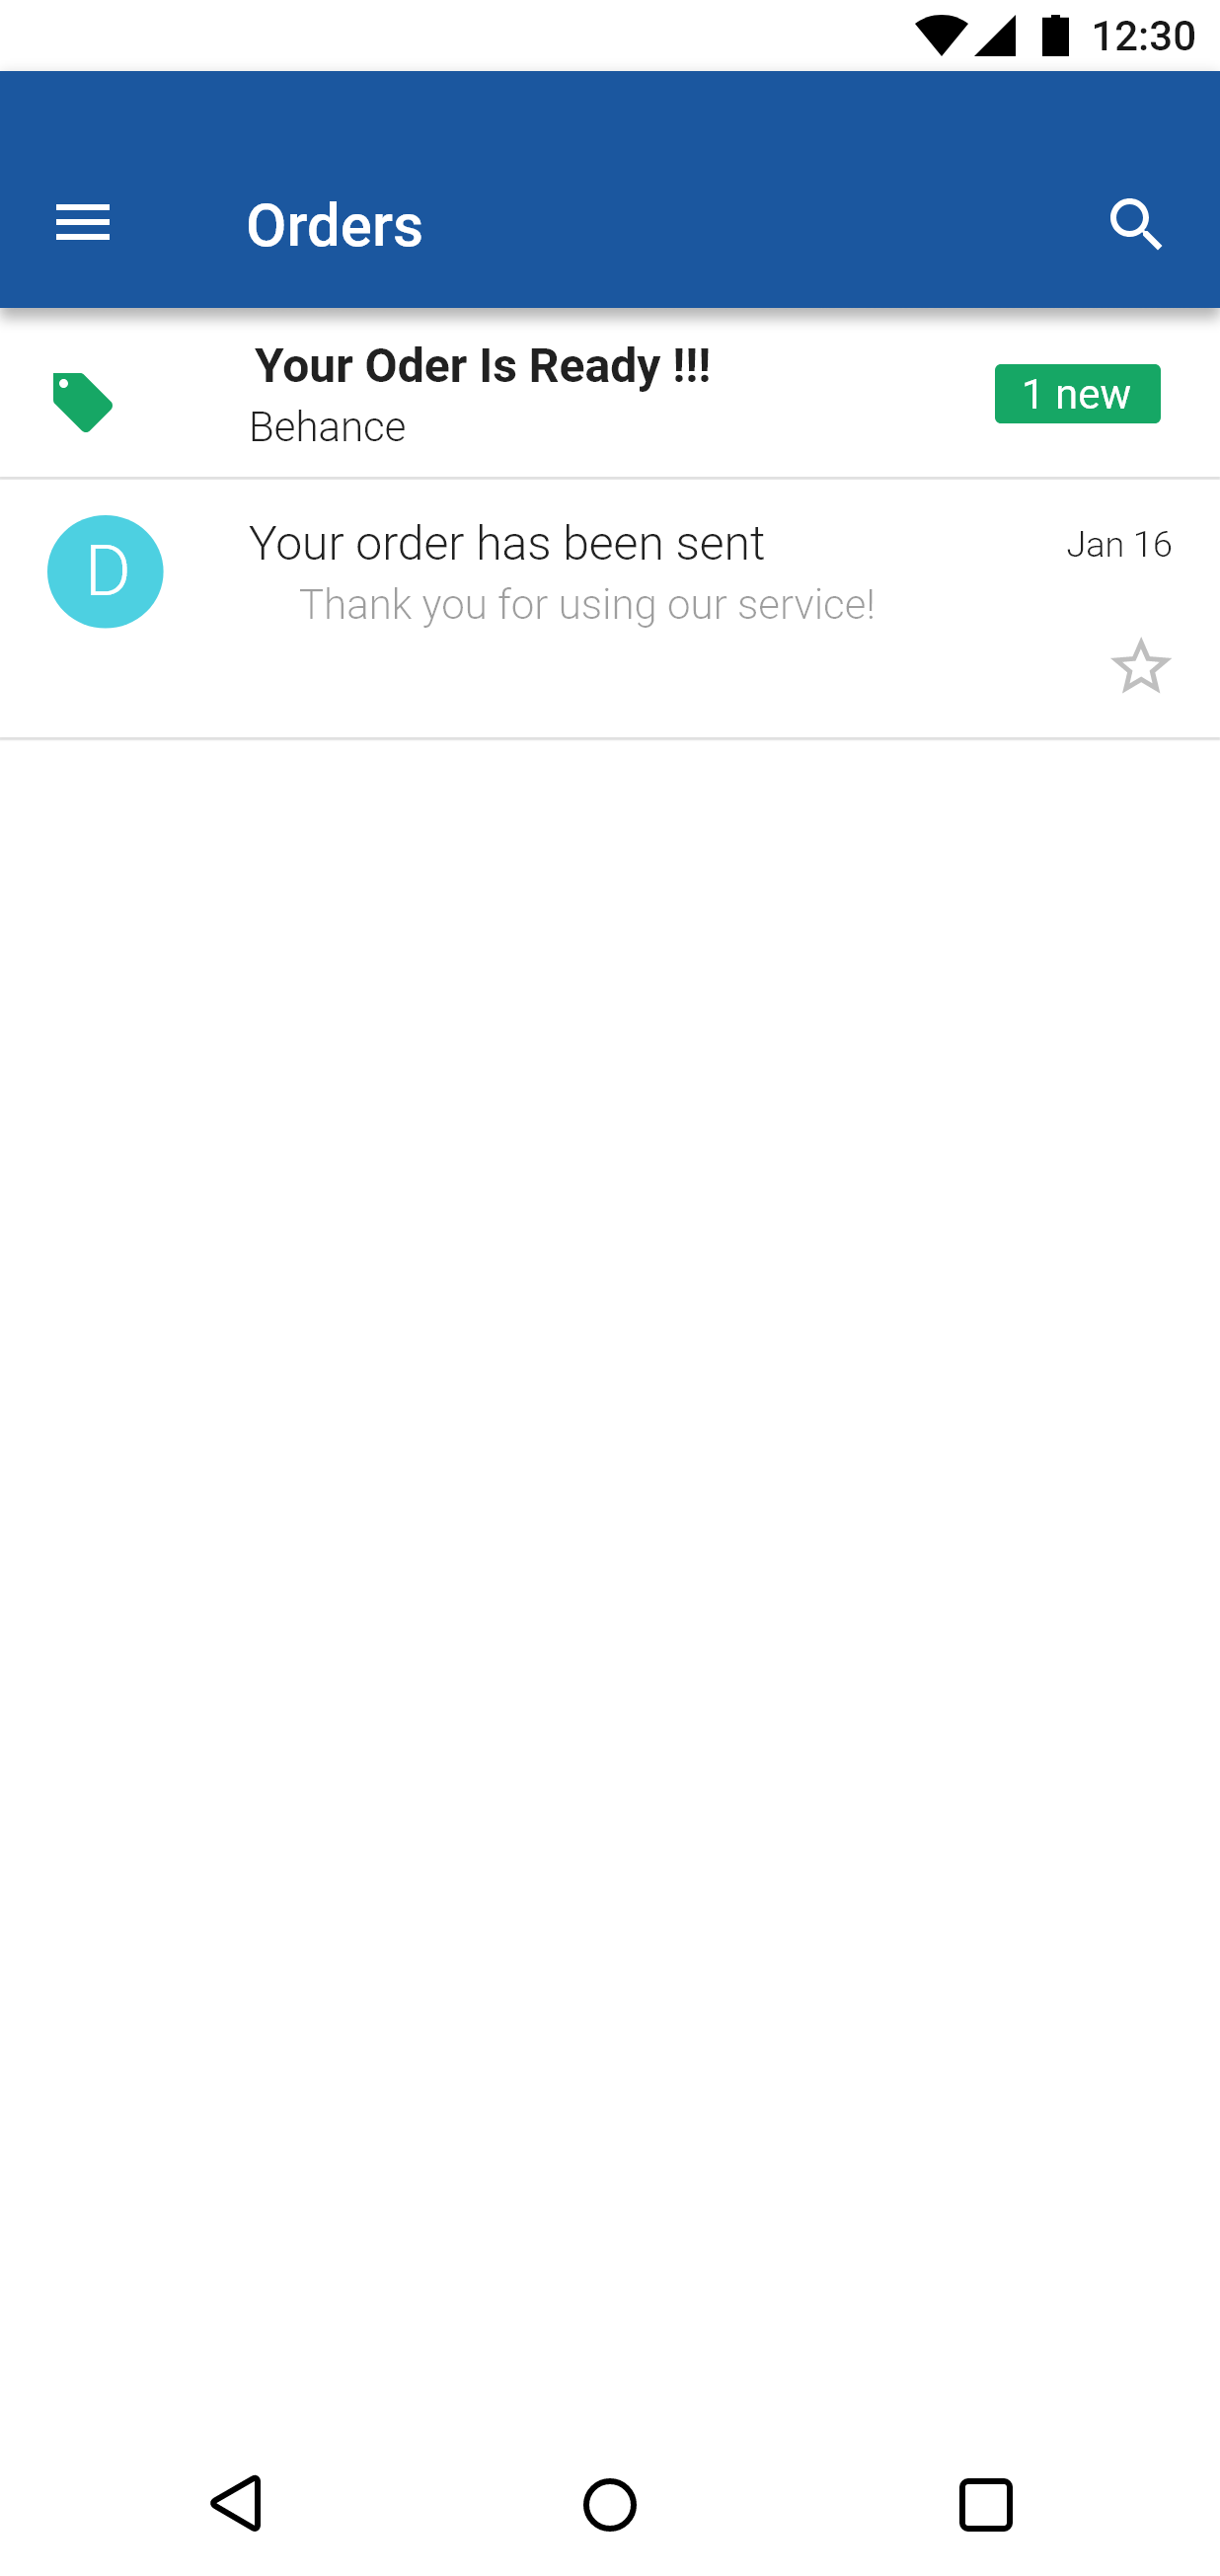 12:30
Orders
Your Oder Is Ready !!!
1 new
Behance
D
Your order has been sent
Jan 16
Thank you for using our service!